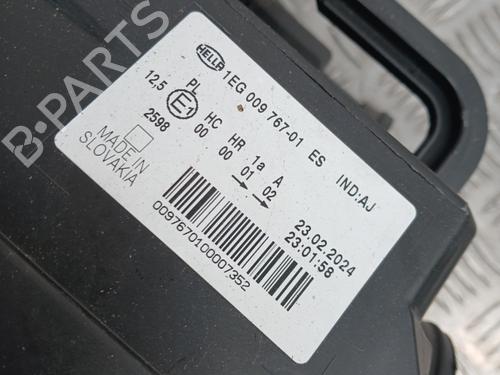 HELLA
1EG 009 767-01 ES IND:AJ
12,5 PL E1 HC HR 1a A
2598 00 00 01 02
MADE IN
SLOVAKIA
23.02.2024
23:01:58
00976701000007352
B-PARTS